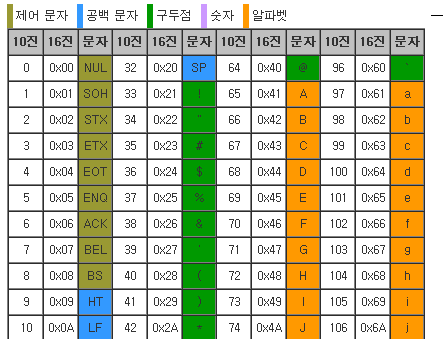 제어 문자 공백 문자 구두점 숫자 알파벳
10진 16진 문자 10진 16진 문자 10진 16진 문자 10진 16진 문자
0 0x00 NUL 32 0x20 SP 64 0x40 @ 96 0x60 `
1 0x01 SOH 33 0x21 ! 65 0x41 A 97 0x61 a
2 0x02 STX 34 0x22 " 66 0x42 B 98 0x62 b
3 0x03 ETX 35 0x23 # 67 0x43 C 99 0x63 c
4 0x04 EOT 36 0x24 $ 68 0x44 D 100 0x64 d
5 0x05 ENQ 37 0x25 % 69 0x45 E 101 0x65 e
6 0x06 ACK 38 0x26 & 70 0x46 F 102 0x66 f
7 0x07 BEL 39 0x27 ' 71 0x47 G 103 0x67 g
8 0x08 BS 40 0x28 ( 72 0x48 H 104 0x68 h
9 0x09 HT 41 0x29 ) 73 0x49 I 105 0x69 i
10 0x0A LF 42 0x2A * 74 0x4A J 106 0x6A j